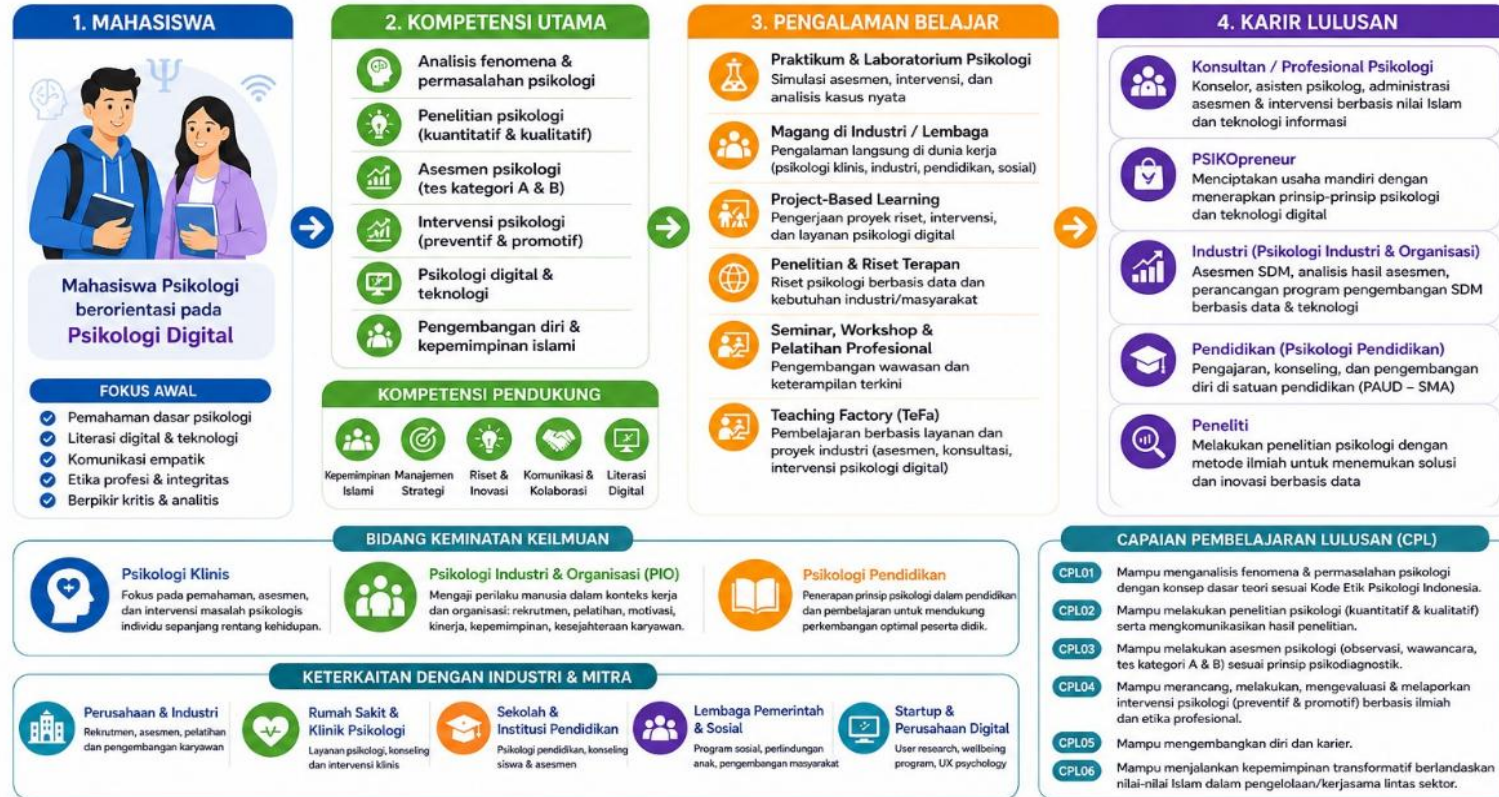 1. MAHASISWA
Mahasiswa Psikologi
berorientasi pada
Psikologi Digital
FOKUS AWAL
Pemahaman dasar psikologi
Literasi digital & teknologi
Komunikasi empatik
Etika profesi & integritas
Berpikir kritis & analitis
2. KOMPETENSI UTAMA
Analisis fenomena &
permasalahan psikologi
Penelitian psikologi
(kuantitatif & kualitatif)
Asesmen psikologi
(tes kategori A & B)
Intervensi psikologi
(preventif & promotif)
Psikologi digital &
teknologi
Pengembangan diri &
kepemimpinan islami
KOMPETENSI PENDUKUNG
Kepemimpinan
Islami
Manajemen
Strategi
Riset &
Inovasi
Komunikasi &
Kolaborasi
Literasi
Digital
3. PENGALAMAN BELAJAR
Praktikum & Laboratorium Psikologi
Simulasi asesmen, intervensi, dan
analisis kasus nyata
Magang di Industri / Lembaga
Pengalaman langsung di dunia kerja
(psikologi klinis, industri, pendidikan, sosial)
Project-Based Learning
Pengerjaan proyek riset, intervensi,
dan layanan psikologi digital
Penelitian & Riset Terapan
Riset psikologi berbasis data dan
kebutuhan industri/masyarakat
Seminar, Workshop &
Pelatihan Profesional
Pengembangan wawasan dan
keterampilan terkini
Teaching Factory (TeFa)
Pembelajaran berbasis layanan dan
proyek industri (asesmen, konsultasi,
intervensi psikologi digital)
4. KARIR LULUSAN
Konsultan / Profesional Psikologi
Konselor, asisten psikolog, administrasi
asesmen & intervensi berbasis nilai Islam
dan teknologi informasi
PSIKOpreneur
Menciptakan usaha mandiri dengan
menerapkan prinsip-prinsip psikologi
dan teknologi digital
Industri (Psikologi Industri & Organisasi)
Asesmen SDM, analisis hasil asesmen,
perancangan program pengembangan SDM
berbasis data & teknologi
Pendidikan (Psikologi Pendidikan)
Pengajaran, konseling, dan pengembangan
diri di satuan pendidikan (PAUD – SMA)
Peneliti
Melakukan penelitian psikologi dengan
metode ilmiah untuk menemukan solusi
dan inovasi berbasis data
BIDANG KEMINATAN KEILMUAN
Psikologi Klinis
Fokus pada pemahaman, asesmen,
dan intervensi masalah psikologis
individu sepanjang rentang kehidupan.
Psikologi Industri & Organisasi (PIO)
Mengaji perilaku manusia dalam konteks kerja
dan organisasi: rekrutmen, pelatihan, motivasi,
kinerja, kepemimpinan, kesejahteraan karyawan.
Psikologi Pendidikan
Penerapan prinsip psikologi dalam pendidikan
dan pembelajaran untuk mendukung
perkembangan optimal peserta didik.
KETERKAITAN DENGAN INDUSTRI & MITRA
Perusahaan & Industri
Rekrutmen, asesmen, pelatihan
dan pengembangan karyawan
Rumah Sakit &
Klinik Psikologi
Layanan psikologi, konseling
dan intervensi klinis
Sekolah &
Institusi Pendidikan
Psikologi pendidikan, konseling
siswa & asesmen
Lembaga Pemerintah
& Sosial
Program sosial, perlindungan
anak, pengembangan masyarakat
Startup &
Perusahaan Digital
User research, wellbeing
program, UX psychology
CAPAIAN PEMBELAJARAN LULUSAN (CPL)
CPL01 Mampu menganalisis fenomena & permasalahan psikologi
dengan konsep dasar teori sesuai Kode Etik Psikologi Indonesia.
CPL02 Mampu melakukan penelitian psikologi (kuantitatif & kualitatif)
serta mengkomunikasikan hasil penelitian.
CPL03 Mampu melakukan asesmen psikologi (observasi, wawancara,
tes kategori A & B) sesuai prinsip psikodiagnostik.
CPL04 Mampu merancang, melakukan, mengevaluasi & melaporkan
intervensi psikologi (preventif & promotif) berbasis ilmiah
dan etika profesional.
CPL05 Mampu mengembangkan diri dan karier.
CPL06 Mampu menjalankan kepemimpinan transformatif berlandaskan
nilai-nilai Islam dalam pengelolaan/kerjasama lintas sektor.